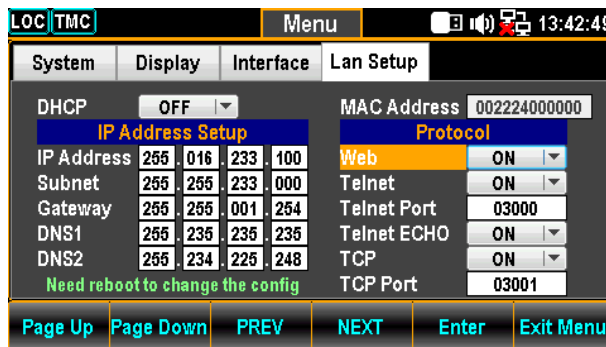 LOC TMC Menu 13:42:49
System Display Interface Lan Setup
DHCP OFF MAC Address 002224000000
IP Address Setup Protocol
IP Address 255 . 016 . 233 . 100 Web ON
Subnet 255 . 255 . 233 . 000 Telnet ON
Gateway 255 . 255 . 001 . 254 Telnet Port 03000
DNS1 255 . 235 . 235 . 235 Telnet ECHO ON
DNS2 255 . 234 . 225 . 248 TCP ON
Need reboot to change the config TCP Port 03001
Page Up Page Down PREV NEXT Enter Exit Menu